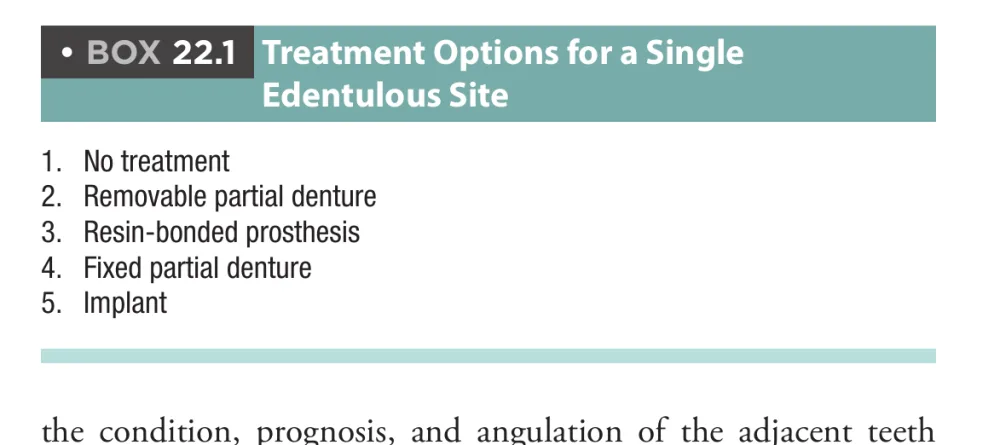 • BOX 22.1 Treatment Options for a Single
Edentulous Site
1. No treatment
2. Removable partial denture
3. Resin-bonded prosthesis
4. Fixed partial denture
5. Implant
the condition, prognosis, and angulation of the adjacent teeth